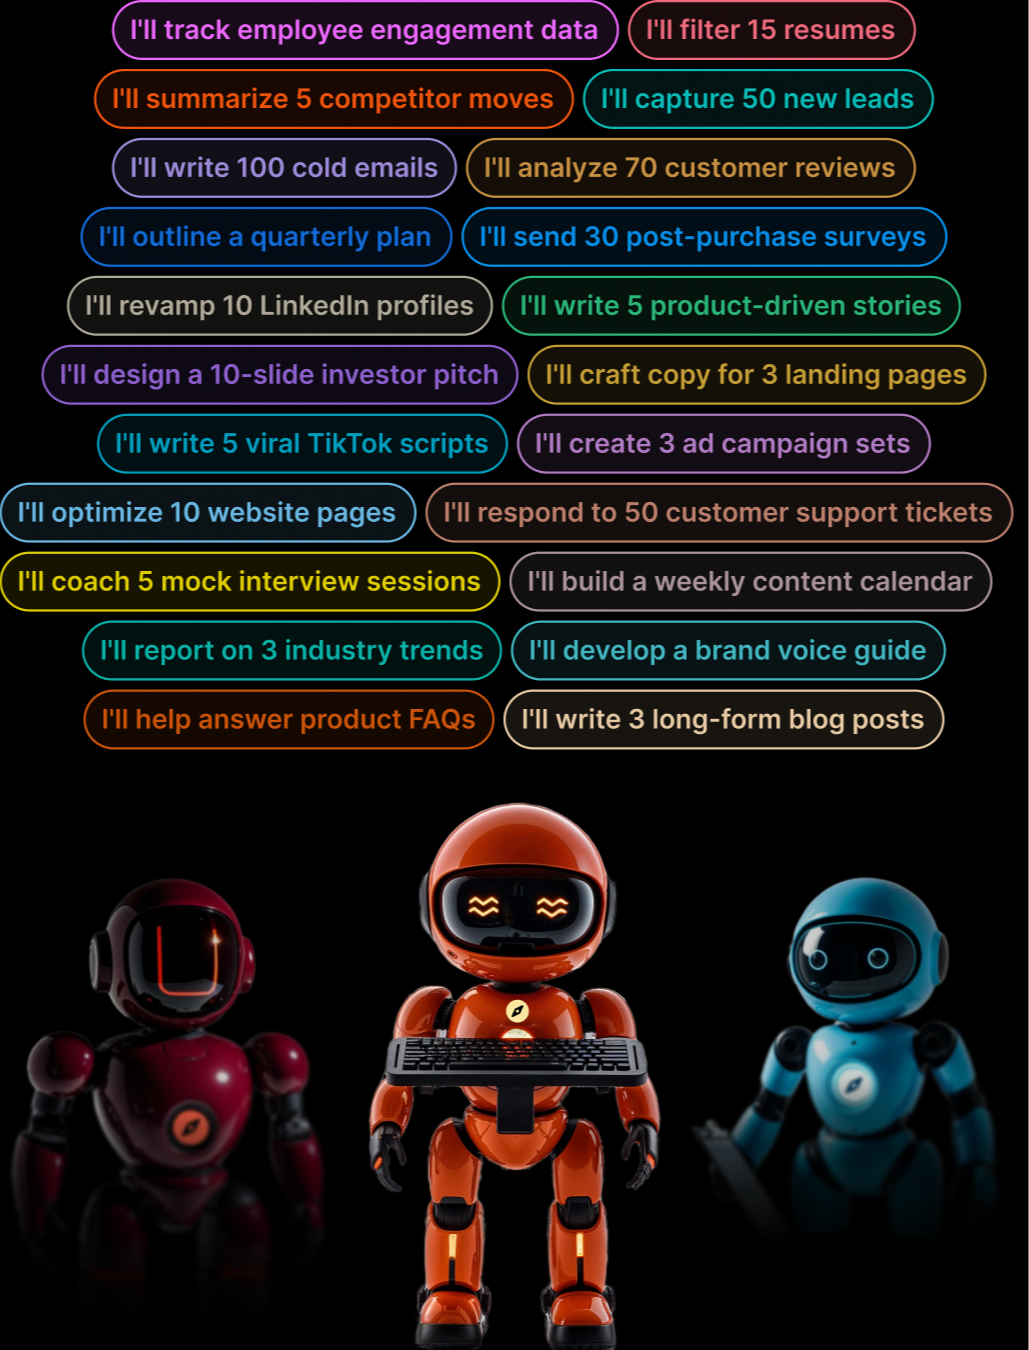 I'll track employee engagement data
I'll filter 15 resumes
I'll summarize 5 competitor moves
I'll capture 50 new leads
I'll write 100 cold emails
I'll analyze 70 customer reviews
I'll outline a quarterly plan
I'll send 30 post-purchase surveys
I'll revamp 10 LinkedIn profiles
I'll write 5 product-driven stories
I'll design a 10-slide investor pitch
I'll craft copy for 3 landing pages
I'll write 5 viral TikTok scripts
I'll create 3 ad campaign sets
I'll optimize 10 website pages
I'll respond to 50 customer support tickets
I'll coach 5 mock interview sessions
I'll build a weekly content calendar
I'll report on 3 industry trends
I'll develop a brand voice guide
I'll help answer product FAQs
I'll write 3 long-form blog posts